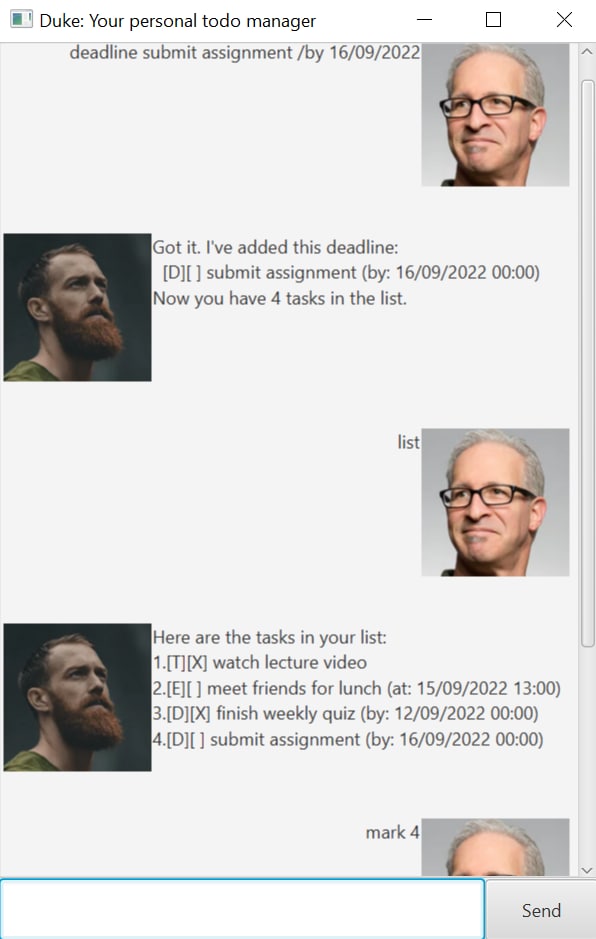 Duke: Your personal todo manager
deadline submit assignment /by 16/09/2022
Got it. I've added this deadline:
[D][ ] submit assignment (by: 16/09/2022 00:00)
Now you have 4 tasks in the list.
list
Here are the tasks in your list:
1.[T][X] watch lecture video
2.[E][ ] meet friends for lunch (at: 15/09/2022 13:00)
3.[D][X] finish weekly quiz (by: 12/09/2022 00:00)
4.[D][ ] submit assignment (by: 16/09/2022 00:00)
mark 4
Send